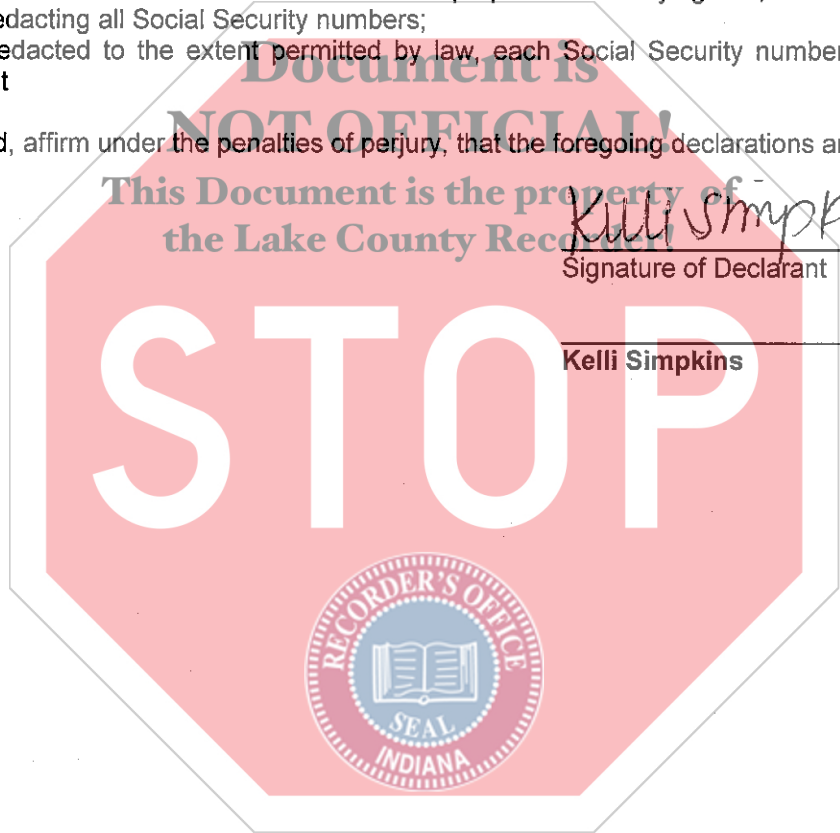 edacting all Social Security numbers;
edacted to the extent permitted by law, each Social Security number
t
d, affirm under the penalties of perjury, that the foregoing declarations a
Document is
NOT OFFICIAL!
This Document is the property of
the Lake County Recorder!
Kelli Simpk
Signature of Declarant
Kelli Simpkins
STOP
RECORDER'S OFFICE
SEAL
INDIANA